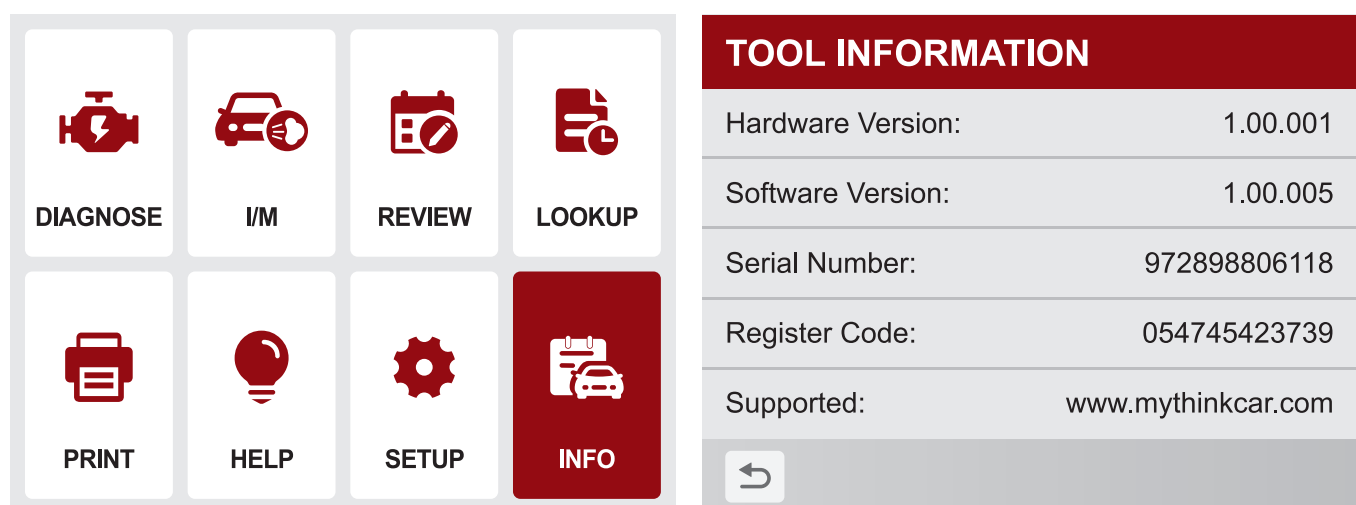 DIAGNOSE
I/M
REVIEW
LOOKUP
PRINT
HELP
SETUP
INFO
TOOL INFORMATION
Hardware Version: 1.00.001
Software Version: 1.00.005
Serial Number: 972898806118
Register Code: 054745423739
Supported: www.mythinkcar.com